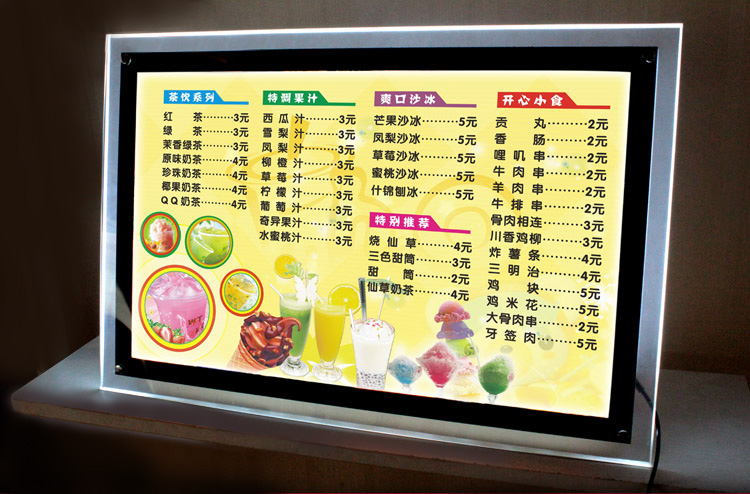 茶饮系列
红茶………3元
绿茶………3元
茉香绿茶………3元
原味奶茶………4元
珍珠奶茶………4元
椰果奶茶………4元
QQ奶茶………4元
特调果汁
西瓜汁………3元
雪梨汁………3元
凤梨汁………3元
柳橙汁………3元
草莓汁………3元
柠檬汁………3元
葡萄汁………3元
奇异果汁………3元
水蜜桃汁………3元
爽口沙冰
芒果沙冰………5元
凤梨沙冰………5元
草莓沙冰………5元
蜜桃沙冰………5元
什锦刨冰………5元
特别推荐
烧仙草………4元
三色甜筒………3元
甜筒………2元
仙草奶茶………4元
开心小食
贡丸………2元
香肠………2元
哩叽串………2元
牛肉串………2元
羊肉串………2元
牛排串………2元
骨肉相连………3元
川香鸡柳………3元
炸薯条………4元
三明治………4元
鸡块………5元
鸡米花………5元
大骨肉串………2元
牙签肉………5元